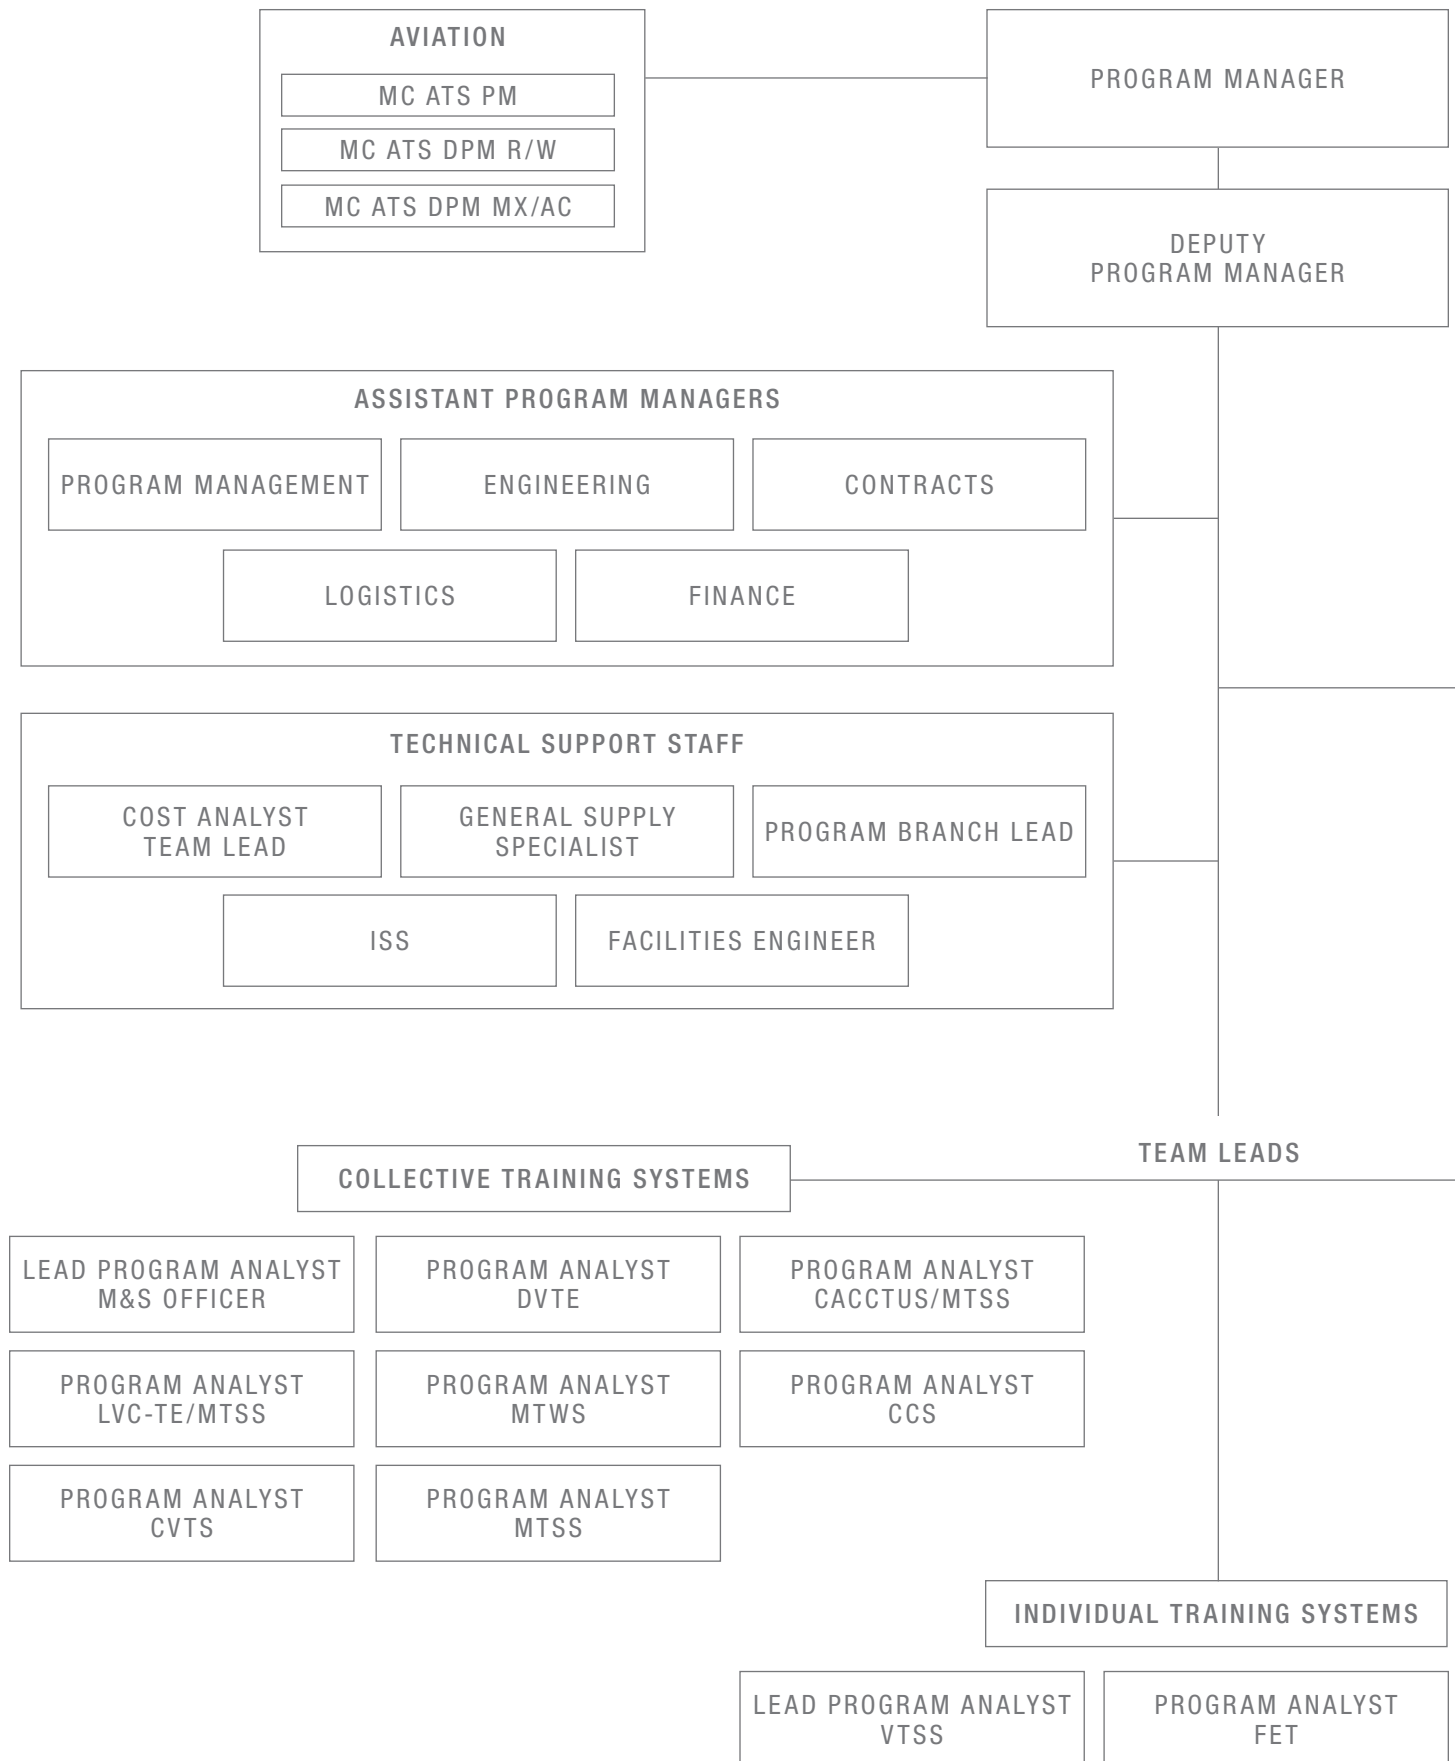 AVIATION
MC ATS PM
MC ATS DPM R/W
MC ATS DPM MX/AC
PROGRAM MANAGER
DEPUTY
PROGRAM MANAGER
ASSISTANT PROGRAM MANAGERS
PROGRAM MANAGEMENT
ENGINEERING
CONTRACTS
LOGISTICS
FINANCE
TECHNICAL SUPPORT STAFF
COST ANALYST
TEAM LEAD
GENERAL SUPPLY
SPECIALIST
PROGRAM BRANCH LEAD
ISS
FACILITIES ENGINEER
TEAM LEADS
COLLECTIVE TRAINING SYSTEMS
LEAD PROGRAM ANALYST
M&S OFFICER
PROGRAM ANALYST
DVTE
PROGRAM ANALYST
CACCTUS/MTSS
PROGRAM ANALYST
LVC-TE/MTSS
PROGRAM ANALYST
MTWS
PROGRAM ANALYST
CCS
PROGRAM ANALYST
CVTS
PROGRAM ANALYST
MTSS
INDIVIDUAL TRAINING SYSTEMS
LEAD PROGRAM ANALYST
VTSS
PROGRAM ANALYST
FET